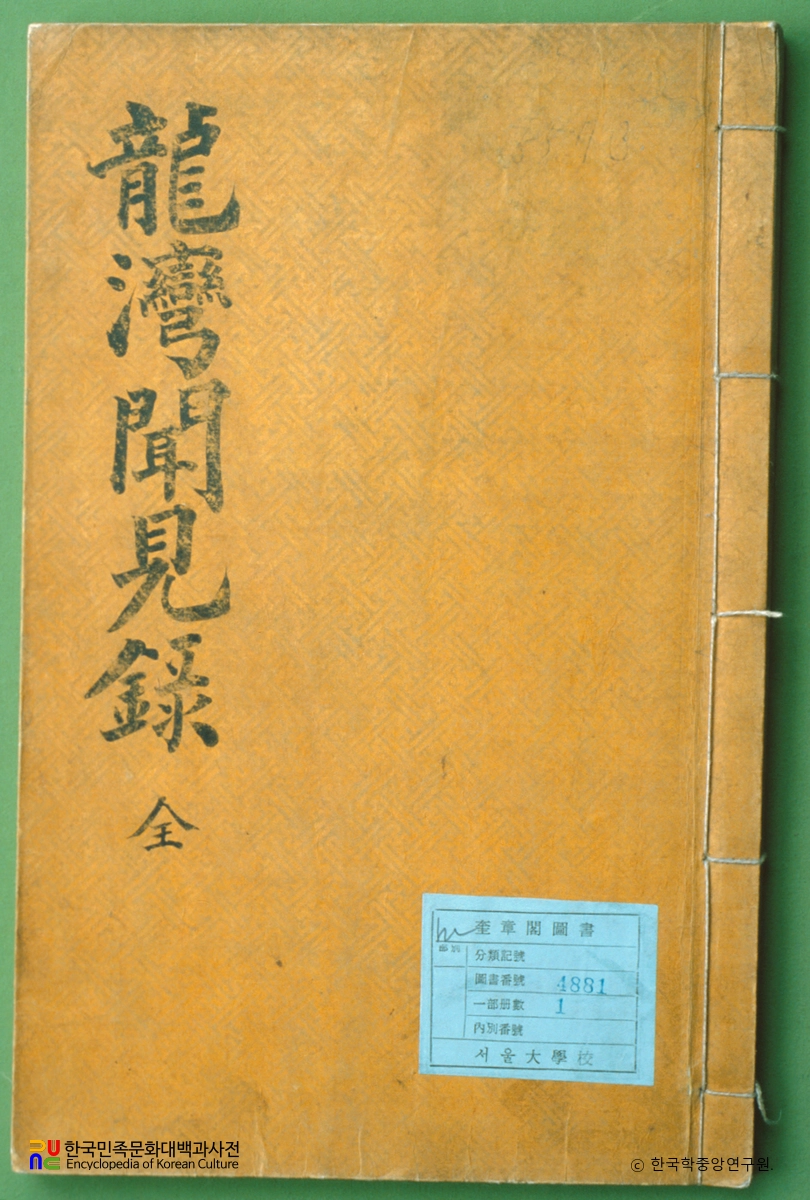 龍灣聞見錄 全
奎章閣圖書
分類記號
圖書番號 4881
一部册數 1
內別番號
서울大學校
한국민족문화대백과사전
Encyclopedia of Korean Culture
© 한국학중앙연구원.